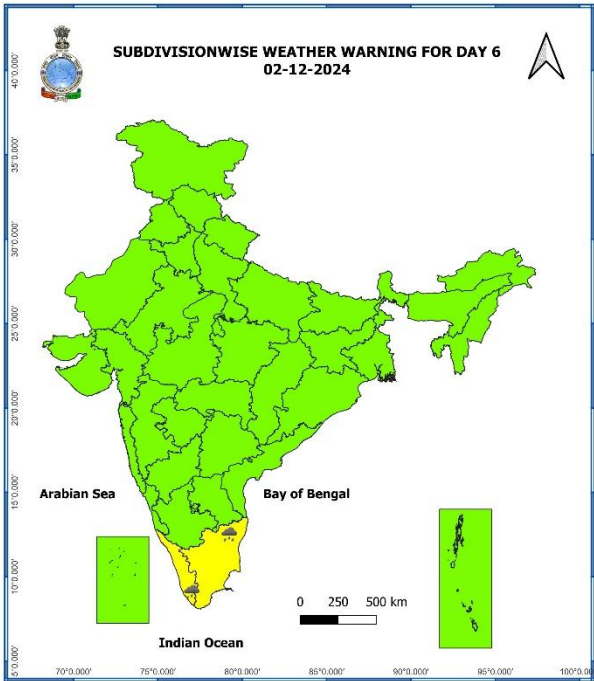 SUBDIVISIONWISE WEATHER WARNING FOR DAY 6
02-12-2024
40°0.000'
35°0.000'
30°0.000'
25°0.000'
20°0.000'
15°0.000'
10°0.000'
5°0.000'
Arabian Sea
Bay of Bengal
0 250 500 km
Indian Ocean
70°0.000' 75°0.000' 80°0.000' 85°0.000' 90°0.000' 95°0.000' 100°0.00